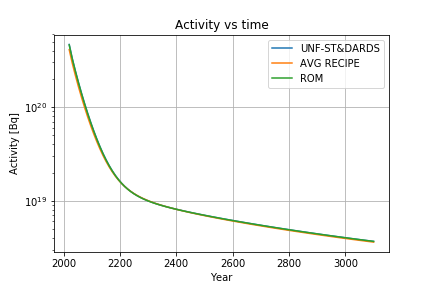 Activity vs time
UNF-ST&DARDS
AVG RECIPE
ROM
Activity [Bq]
10²⁰
10¹⁹
2000 2200 2400 2600 2800 3000
Year